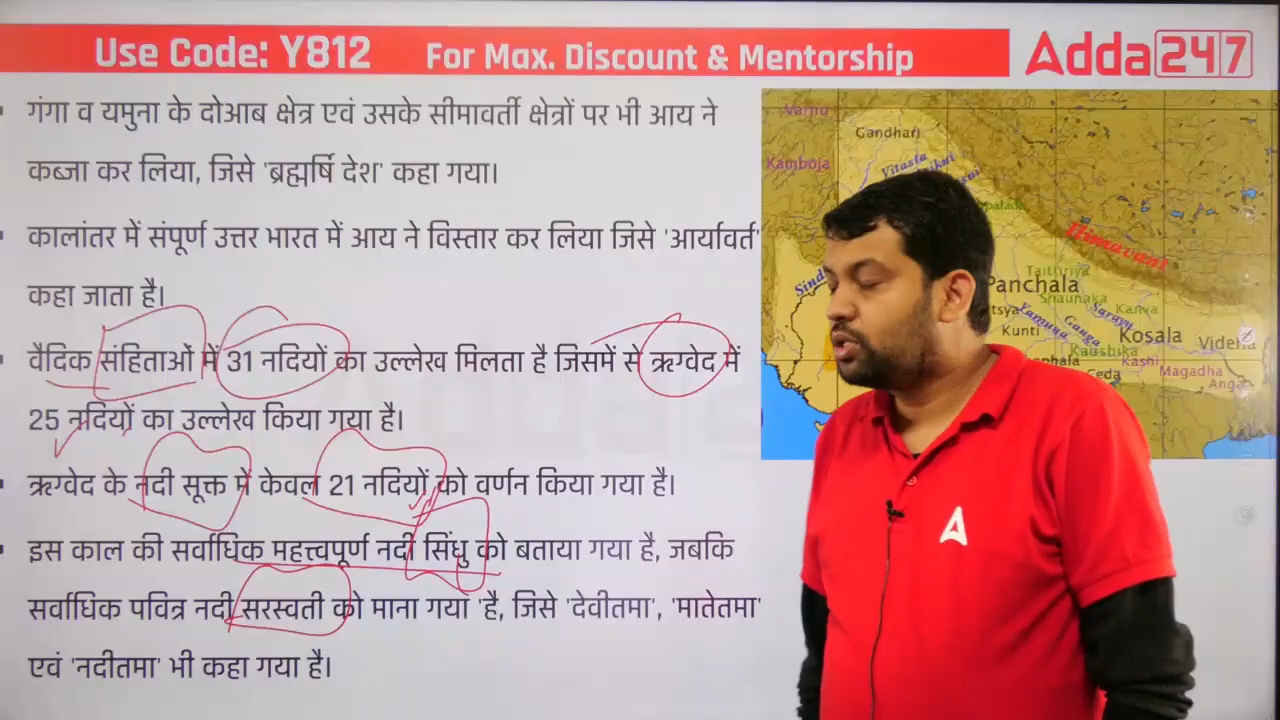 Use Code: Y812 For Max. Discount & Mentorship
Adda247
गंगा व यमुना के दोआब क्षेत्र एवं उसके सीमावर्ती क्षेत्रों पर भी आय ने
कब्जा कर लिया, जिसे 'ब्रह्मर्षि देश' कहा गया।
कालांतर में संपूर्ण उत्तर भारत में आय ने विस्तार कर लिया जिसे 'आर्यावर्त'
कहा जाता है।
वैदिक संहिताओं में 31 नदियों का उल्लेख मिलता है जिसमें से ऋग्वेद में
25 नदियों का उल्लेख किया गया है।
ऋग्वेद के नदी सूक्त में केवल 21 नदियों को वर्णन किया गया है।
इस काल की सर्वाधिक महत्त्वपूर्ण नदी सिंधु को बताया गया है, जबकि
सर्वाधिक पवित्र नदी सरस्वती को माना गया 'है, जिसे 'देवीतमा', 'मातेतमा'
एवं 'नदीतमा' भी कहा गया है।
Varnu
Gandhari
Kamboja
Vitasta
Himavant
Taittiriya
Panchala
Shaunaka
Kanva
Kunti
Yamuna
Ganga
Sarayu
Kosala
Videha
Kaushika
Kashi
Magadha
Anga